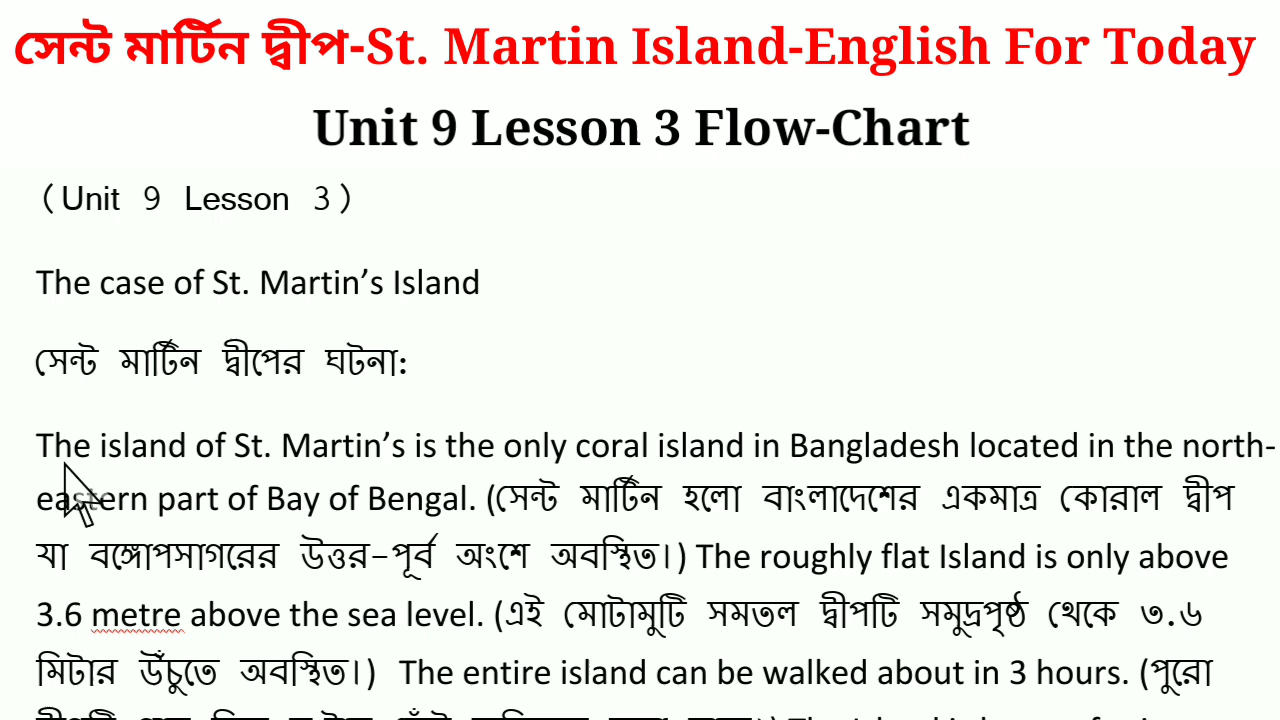 সেন্ট মার্টিন দ্বীপ-St. Martin Island-English For Today
Unit 9 Lesson 3 Flow-Chart
(Unit 9 Lesson 3)
The case of St. Martin’s Island
সেন্ট মার্টিন দ্বীপের ঘটনা:
The island of St. Martin’s is the only coral island in Bangladesh located in the north-
eastern part of Bay of Bengal. (সেন্ট মার্টিন হলো বাংলাদেশের একমাত্র কোরাল দ্বীপ
যা বঙ্গোপসাগরের উত্তর-পূর্ব অংশে অবস্থিত।) The roughly flat Island is only above
3.6 metre above the sea level. (এই মোটামুটি সমতল দ্বীপটি সমুদ্রপৃষ্ঠ থেকে ৩.৬
মিটার উঁচুতে অবস্থিত।) The entire island can be walked about in 3 hours. (পুরো